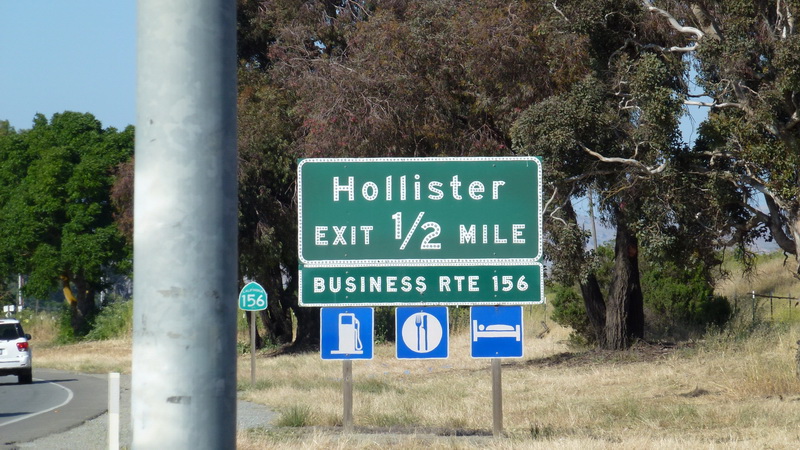 Hollister
EXIT 1/2 MILE
BUSINESS RTE 156
156